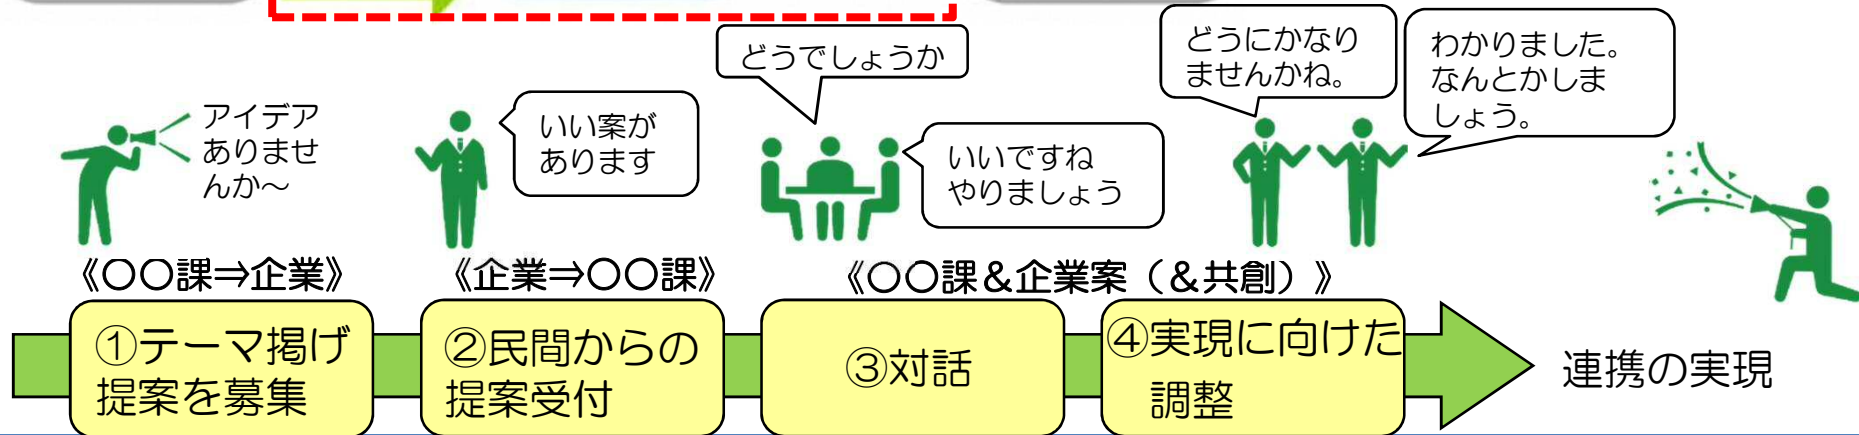 アイデア
ありませ
んか～
いい案が
あります
どうでしょうか
いいですね
やりましょう
どうにかなり
ませんかね。
わかりました。
なんとかしま
しょう。
《〇〇課⇒企業》
《企業⇒〇〇課》
《〇〇課＆企業案（＆共創）》
①テーマ掲げ
提案を募集
②民間からの
提案受付
③対話
④実現に向けた
調整
連携の実現